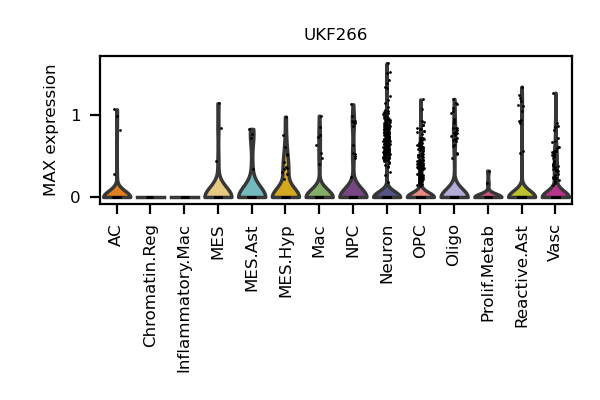 UKF266
MAX expression
1
0
AC
Chromatin.Reg
Inflammatory.Mac
MES
MES.Ast
MES.Hyp
Mac
NPC
Neuron
OPC
Oligo
Prolif.Metab
Reactive.Ast
Vasc